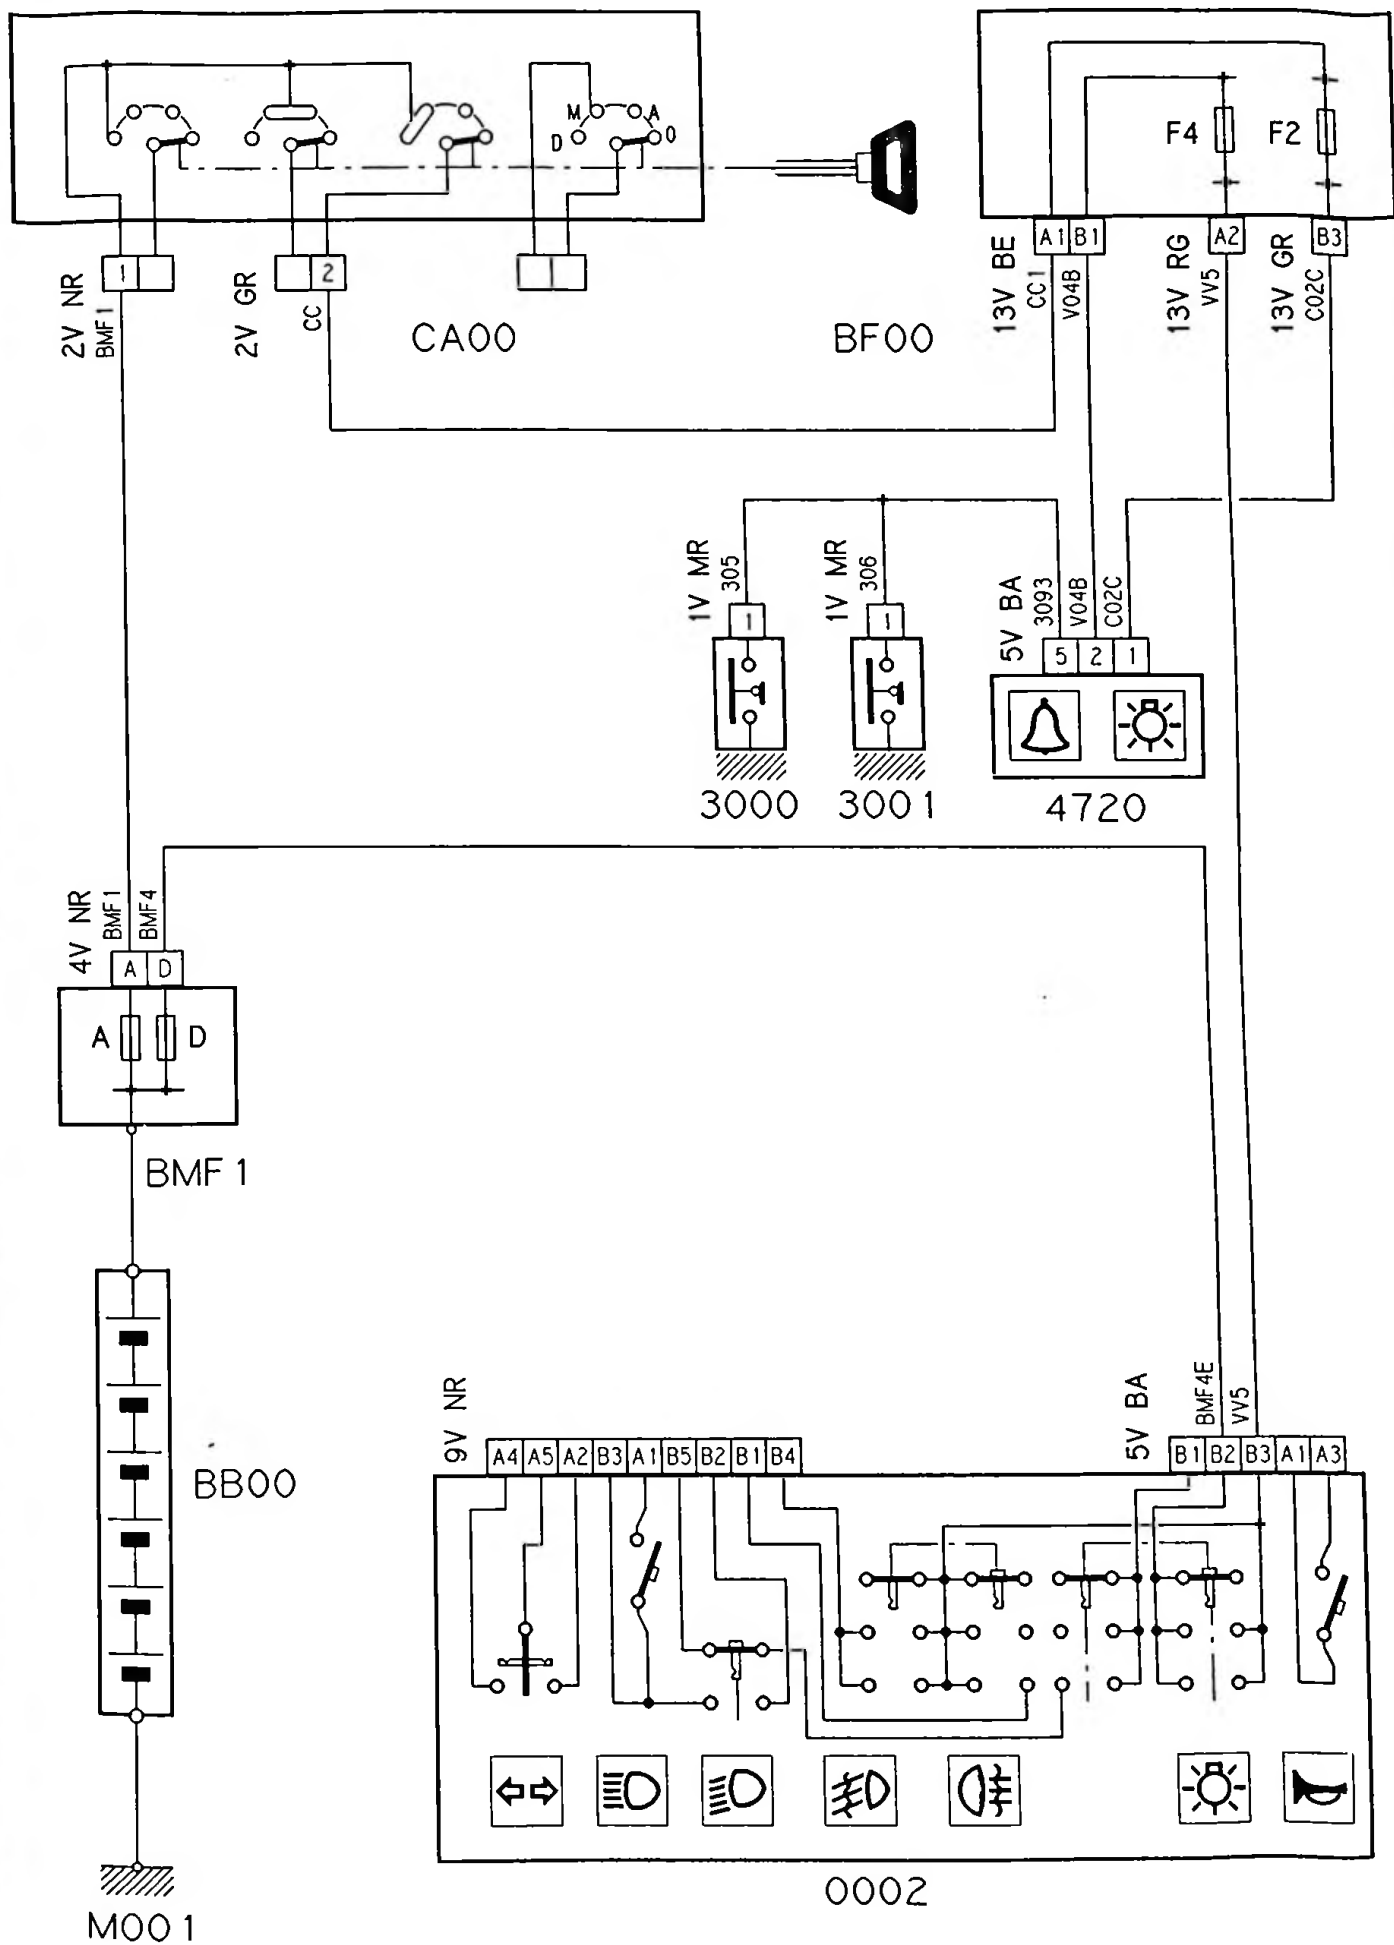 M A
D O
F4 F2
1
2
A1 B1 A2 B3
2V NR
BMF1
2V GR
CC
CA00
BF00
13V BE
CC1
V04B
13V RG
VV5
13V GR
C02C
1V MR
305
1V MR
306
5V BA
3093
V04B
C02C
1
1
5 2 1
3000
3001
4720
4V NR
BMF1
BMF4
A D
A D
BMF1
BB00
M001
9V NR
A4 A5 A2 B3 A1 B5 B2 B1 B4
5V BA
BMF4E
VV5
B1 B2 B3 A1 A3
0002